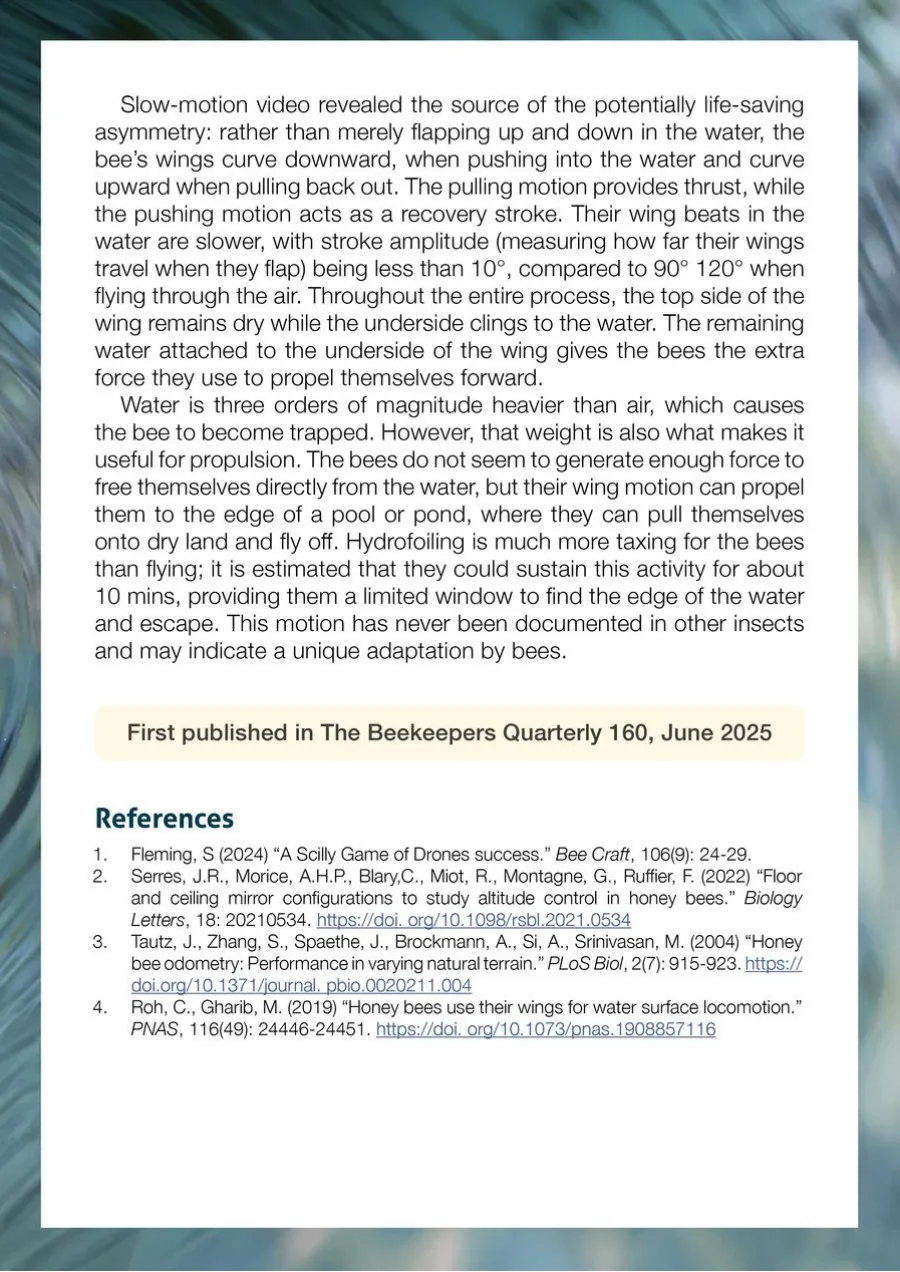 Slow-motion video revealed the source of the potentially life-saving
asymmetry: rather than merely flapping up and down in the water, the
bee’s wings curve downward, when pushing into the water and curve
upward when pulling back out. The pulling motion provides thrust, while
the pushing motion acts as a recovery stroke. Their wing beats in the
water are slower, with stroke amplitude (measuring how far their wings
travel when they flap) being less than 10°, compared to 90° 120° when
flying through the air. Throughout the entire process, the top side of the
wing remains dry while the underside clings to the water. The remaining
water attached to the underside of the wing gives the bees the extra
force they use to propel themselves forward.
Water is three orders of magnitude heavier than air, which causes
the bee to become trapped. However, that weight is also what makes it
useful for propulsion. The bees do not seem to generate enough force to
free themselves directly from the water, but their wing motion can propel
them to the edge of a pool or pond, where they can pull themselves
onto dry land and fly off. Hydrofoiling is much more taxing for the bees
than flying; it is estimated that they could sustain this activity for about
10 mins, providing them a limited window to find the edge of the water
and escape. This motion has never been documented in other insects
and may indicate a unique adaptation by bees.
First published in The Beekeepers Quarterly 160, June 2025
References
1. Fleming, S (2024) “A Scilly Game of Drones success.” Bee Craft, 106(9): 24-29.
2. Serres, J.R., Morice, A.H.P., Blary,C., Miot, R., Montagne, G., Ruffier, F. (2022) “Floor
and ceiling mirror configurations to study altitude control in honey bees.” Biology
Letters, 18: 20210534. https://doi. org/10.1098/rsbl.2021.0534
3. Tautz, J., Zhang, S., Spaethe, J., Brockmann, A., Si, A., Srinivasan, M. (2004) “Honey
bee odometry: Performance in varying natural terrain.” PLoS Biol, 2(7): 915-923. https://
doi.org/10.1371/journal. pbio.0020211.004
4. Roh, C., Gharib, M. (2019) “Honey bees use their wings for water surface locomotion.”
PNAS, 116(49): 24446-24451. https://doi. org/10.1073/pnas.1908857116